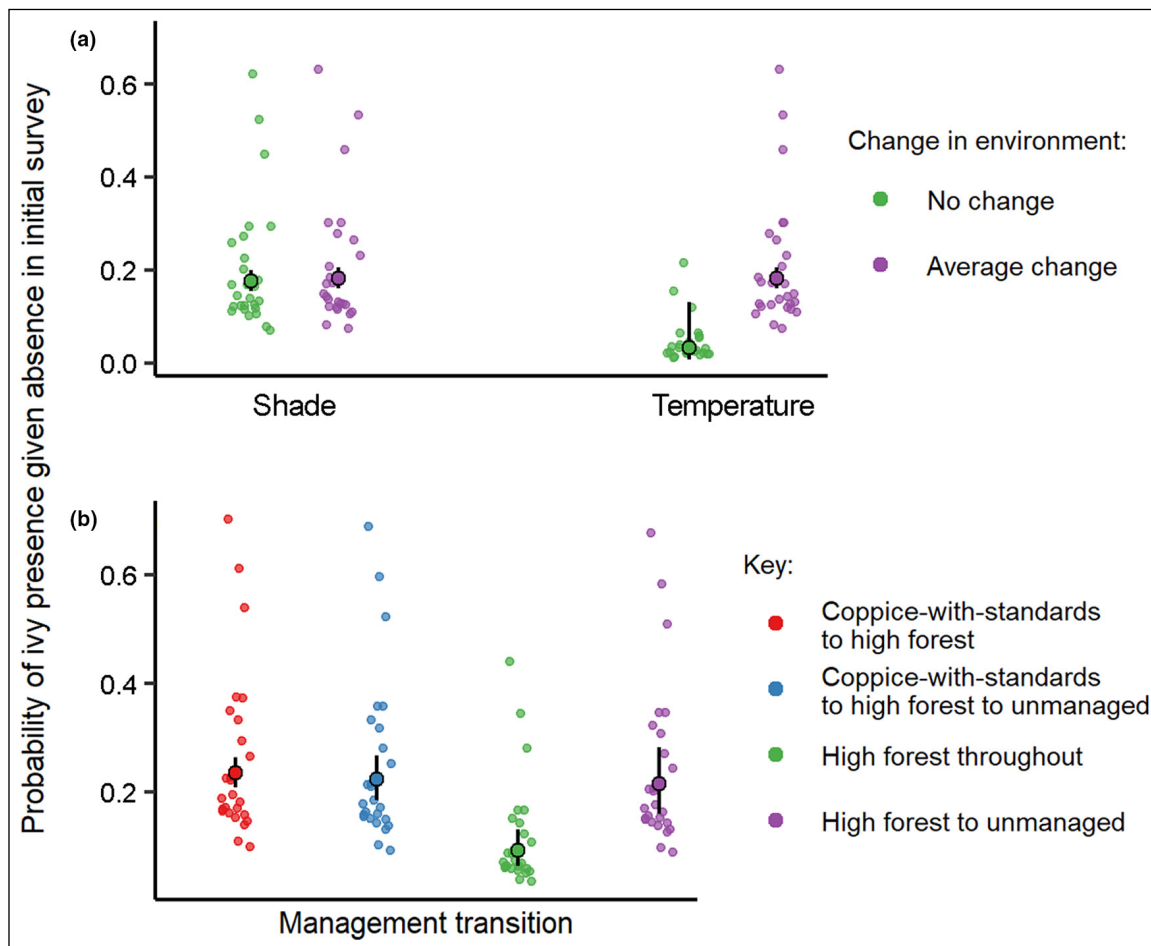 Probability of ivy presence given absence in initial survey
(a)
0.6
0.4
0.2
0.0
Shade
Temperature
Change in environment:
No change
Average change
(b)
0.6
0.4
0.2
Management transition
Key:
Coppice-with-standards
to high forest
Coppice-with-standards
to high forest to unmanaged
High forest throughout
High forest to unmanaged